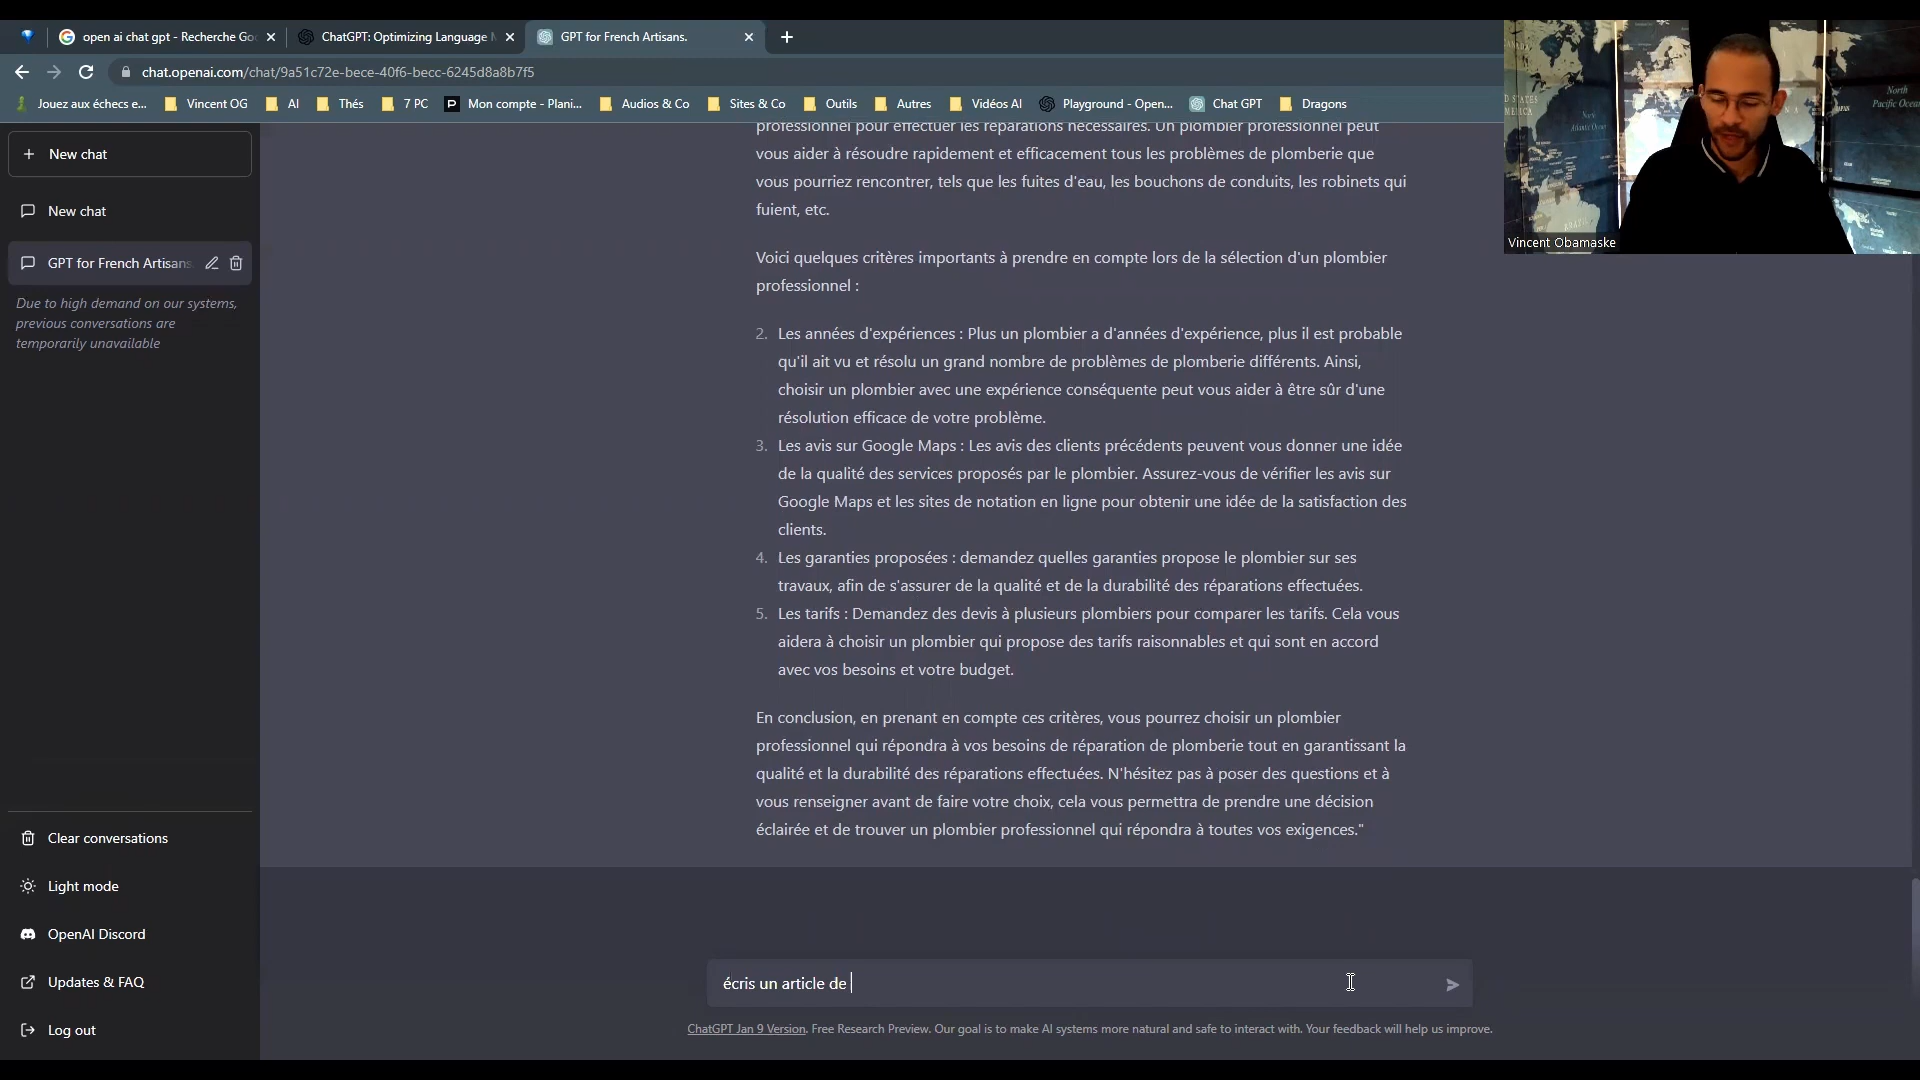 open ai chat gpt - Recherche Go
ChatGPT: Optimizing Language
GPT for French Artisans.
chat.openai.com/chat/9a51c72e-bece-40f6-becc-6245d8a8b7f5
Jouez aux échecs e...
Vincent OG
AI
Thés
7 PC
Mon compte - Plani...
Audios & Co
Sites & Co
Outils
Autres
Vidéos AI
Playground - Open...
Chat GPT
Dragons
New chat
New chat
GPT for French Artisans
Due to high demand on our systems,
previous conversations are
temporarily unavailable
Clear conversations
Light mode
OpenAI Discord
Updates & FAQ
Log out
professionnel pour effectuer les réparations nécessaires. Un plombier professionnel peut
vous aider à résoudre rapidement et efficacement tous les problèmes de plomberie que
vous pourriez rencontrer, tels que les fuites d'eau, les bouchons de conduits, les robinets qui
fuient, etc.
Voici quelques critères importants à prendre en compte lors de la sélection d'un plombier
professionnel :
2. Les années d'expériences : Plus un plombier a d'années d'expérience, plus il est probable
qu'il ait vu et résolu un grand nombre de problèmes de plomberie différents. Ainsi,
choisir un plombier avec une expérience conséquente peut vous aider à être sûr d'une
résolution efficace de votre problème.
3. Les avis sur Google Maps : Les avis des clients précédents peuvent vous donner une idée
de la qualité des services proposés par le plombier. Assurez-vous de vérifier les avis sur
Google Maps et les sites de notation en ligne pour obtenir une idée de la satisfaction des
clients.
4. Les garanties proposées : demandez quelles garanties propose le plombier sur ses
travaux, afin de s'assurer de la qualité et de la durabilité des réparations effectuées.
5. Les tarifs : Demandez des devis à plusieurs plombiers pour comparer les tarifs. Cela vous
aidera à choisir un plombier qui propose des tarifs raisonnables et qui sont en accord
avec vos besoins et votre budget.
En conclusion, en prenant en compte ces critères, vous pourrez choisir un plombier
professionnel qui répondra à vos besoins de réparation de plomberie tout en garantissant la
qualité et la durabilité des réparations effectuées. N'hésitez pas à poser des questions et à
vous renseigner avant de faire votre choix, cela vous permettra de prendre une décision
éclairée et de trouver un plombier professionnel qui répondra à toutes vos exigences."
écris un article de
ChatGPT Jan 9 Version. Free Research Preview. Our goal is to make AI systems more natural and safe to interact with. Your feedback will help us improve.
North
Pacific Ocean
Vincent Obamaske